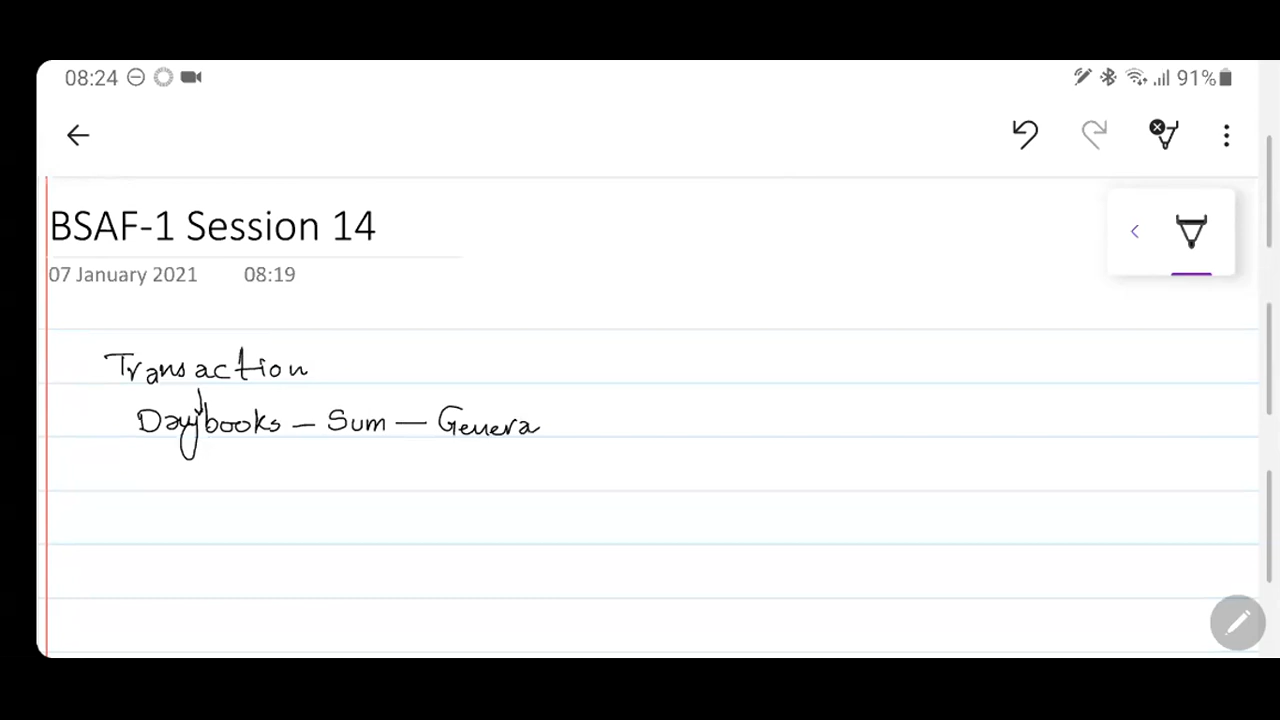 08:24 91%
BSAF-1 Session 14
07 January 2021 08:19
Transaction
Daybooks – Sum — Genera